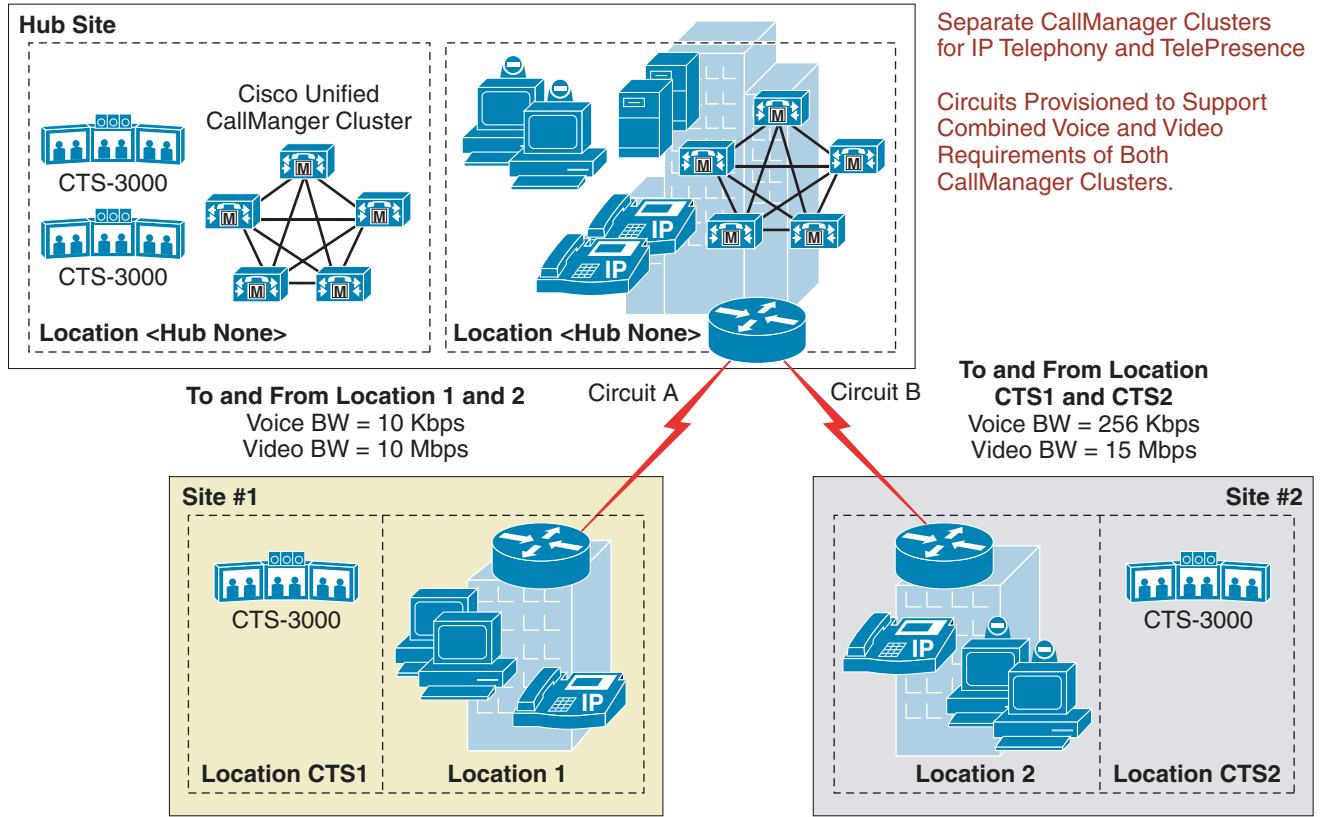 Hub Site
Cisco Unified
CallManger Cluster
CTS-3000
CTS-3000
M
M
M
M
M
Location <Hub None>
M
M
M
M
M
IP
IP
Location <Hub None>
Separate CallManager Clusters
for IP Telephony and TelePresence
Circuits Provisioned to Support
Combined Voice and Video
Requirements of Both
CallManager Clusters.
To and From Location 1 and 2
Voice BW = 10 Kbps
Video BW = 10 Mbps
Circuit A
Circuit B
To and From Location
CTS1 and CTS2
Voice BW = 256 Kbps
Video BW = 15 Mbps
Site #1
CTS-3000
IP
Location CTS1
Location 1
Site #2
IP
CTS-3000
Location 2
Location CTS2